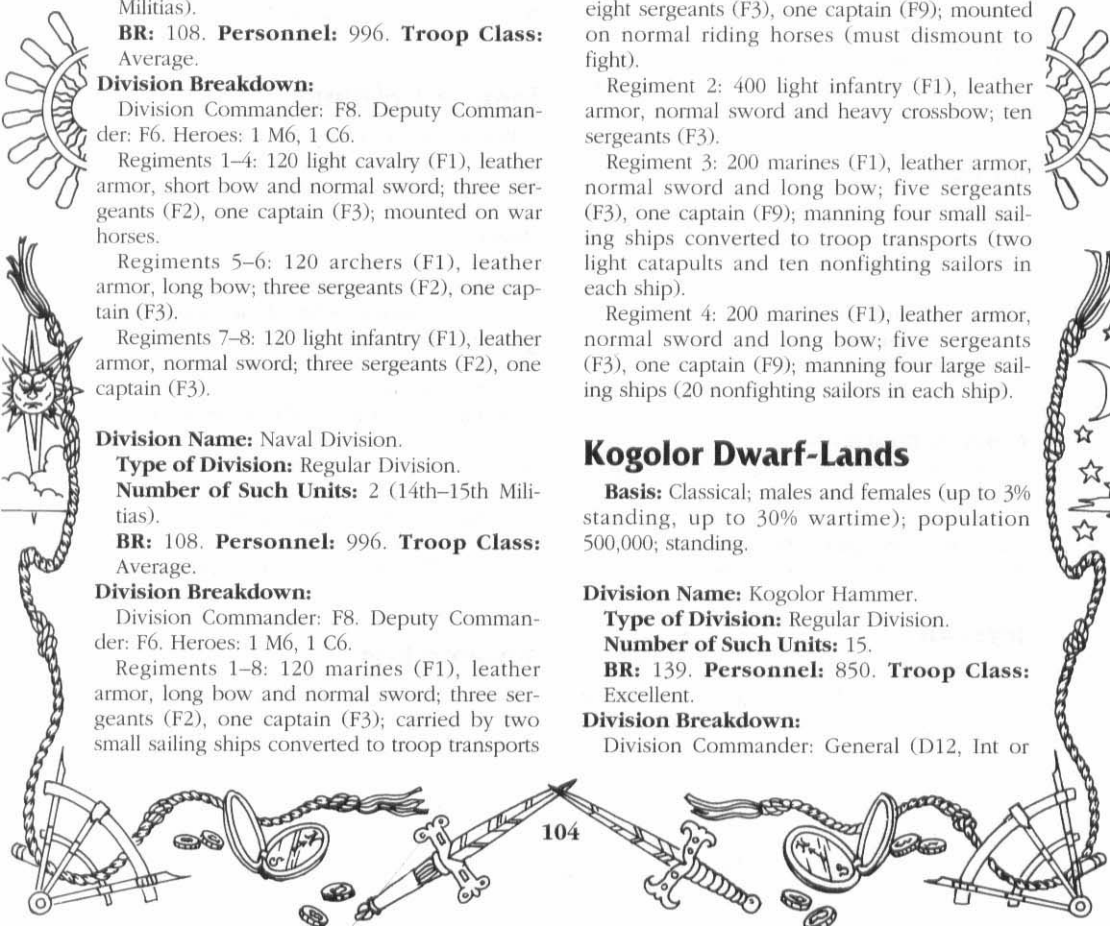 Militias).
BR: 108. Personnel: 996. Troop Class:
Average.
Division Breakdown:
Division Commander: F8. Deputy Comman-
der: F6. Heroes: 1 M6, 1 C6.
Regiments 1–4: 120 light cavalry (F1), leather
armor, short bow and normal sword; three ser-
geants (F2), one captain (F3); mounted on war
horses.
Regiments 5–6: 120 archers (F1), leather
armor, long bow; three sergeants (F2), one cap-
tain (F3).
Regiments 7–8: 120 light infantry (F1), leather
armor, normal sword; three sergeants (F2), one
captain (F3).
Division Name: Naval Division.
Type of Division: Regular Division.
Number of Such Units: 2 (14th–15th Mili-
tias).
BR: 108. Personnel: 996. Troop Class:
Average.
Division Breakdown:
Division Commander: F8. Deputy Comman-
der: F6. Heroes: 1 M6, 1 C6.
Regiments 1–8: 120 marines (F1), leather
armor, long bow and normal sword; three ser-
geants (F2), one captain (F3); carried by two
small sailing ships converted to troop transports
eight sergeants (F3), one captain (F9); mounted
on normal riding horses (must dismount to
fight).
Regiment 2: 400 light infantry (F1), leather
armor, normal sword and heavy crossbow; ten
sergeants (F3).
Regiment 3: 200 marines (F1), leather armor,
normal sword and long bow; five sergeants
(F3), one captain (F9); manning four small sail-
ing ships converted to troop transports (two
light catapults and ten nonfighting sailors in
each ship).
Regiment 4: 200 marines (F1), leather armor,
normal sword and long bow; five sergeants
(F3), one captain (F9); manning four large sail-
ing ships (20 nonfighting sailors in each ship).
Kogolor Dwarf-Lands
Basis: Classical; males and females (up to 3%
standing, up to 30% wartime); population
500,000; standing.
Division Name: Kogolor Hammer.
Type of Division: Regular Division.
Number of Such Units: 15.
BR: 139. Personnel: 850. Troop Class:
Excellent.
Division Breakdown:
Division Commander: General (D12, Int or
104